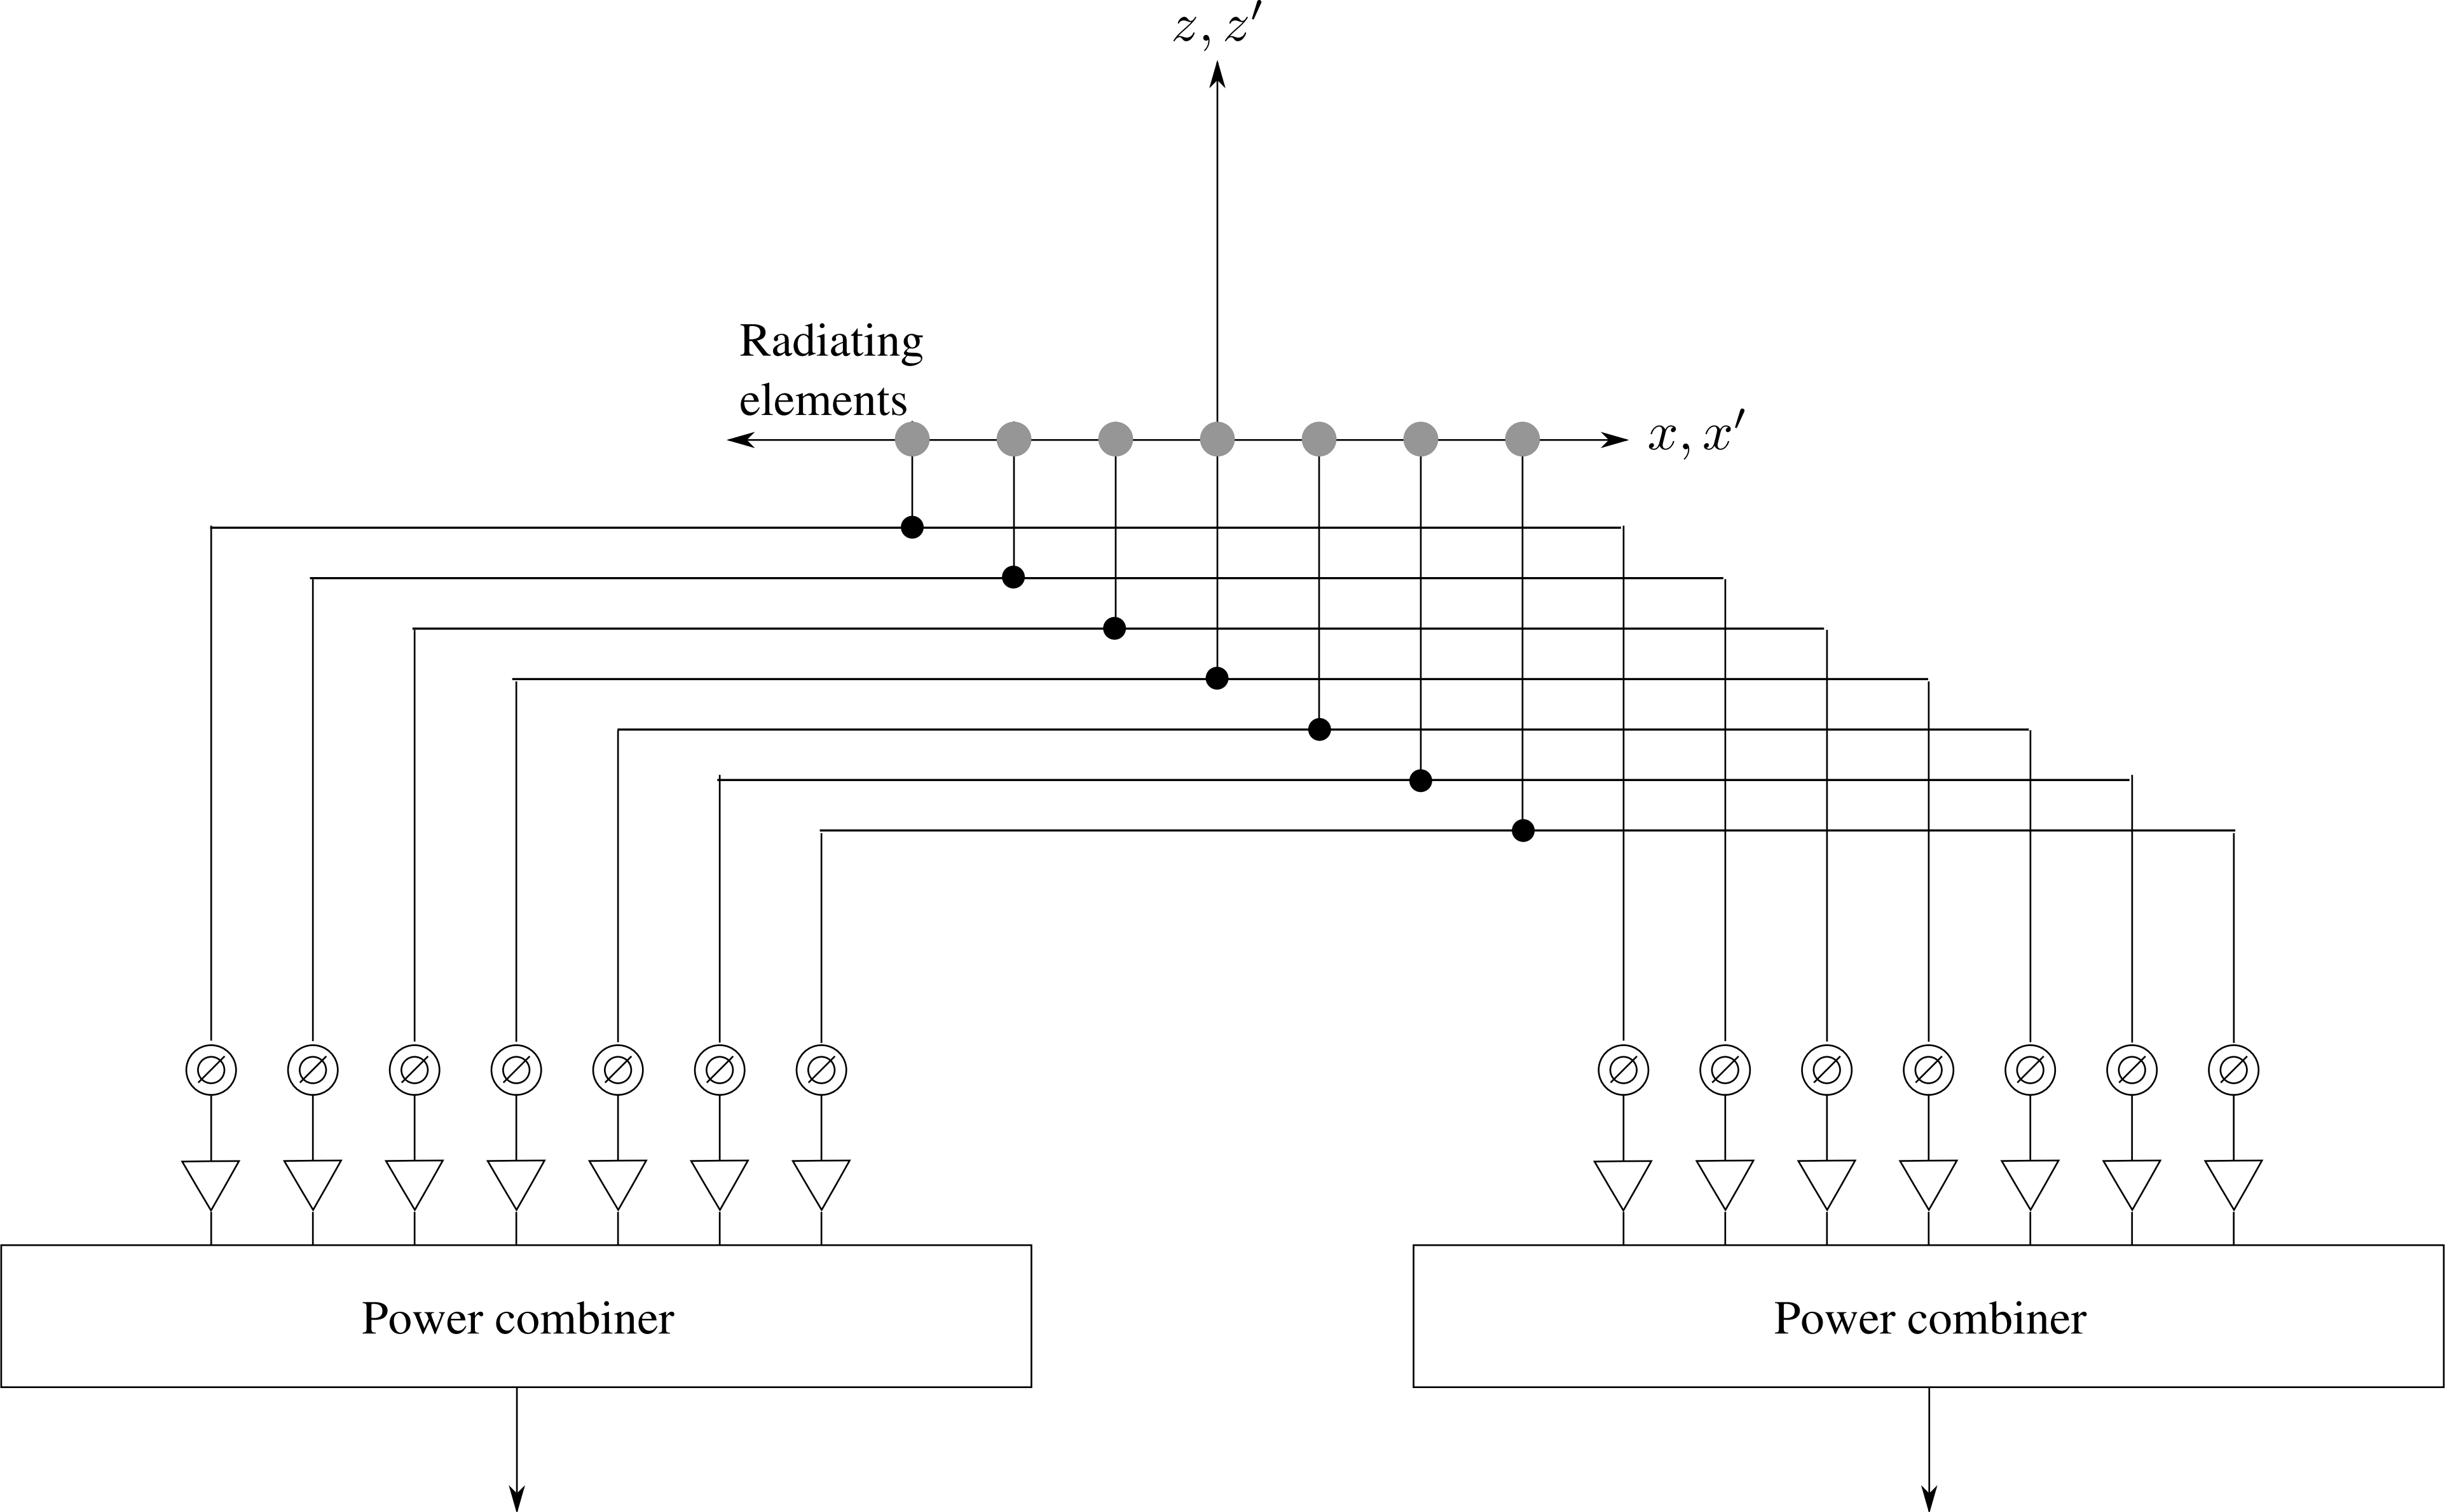 z, z′
Radiating
elements
x, x′
Power combiner
Power combiner